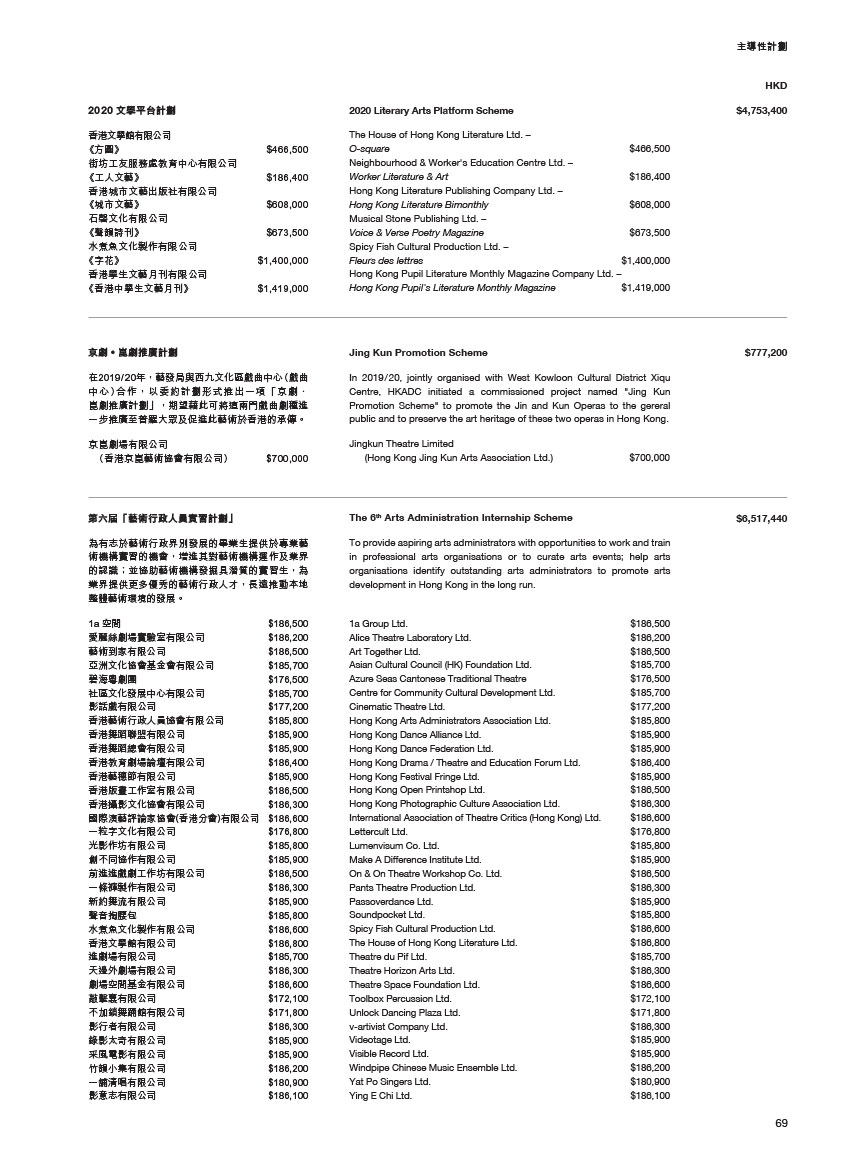 主導性計劃
HKD
2020 文學平台計劃
2020 Literary Arts Platform Scheme
$4,753,400
香港文學館有限公司
《方圓》 $466,500
街坊工友服務處教育中心有限公司
《工人文藝》 $186,400
香港城市文藝出版社有限公司
《城市文藝》 $608,000
石磬文化有限公司
《聲韻詩刊》 $673,500
水煮魚文化製作有限公司
《字花》 $1,400,000
香港學生文藝月刊有限公司
《香港中學生文藝月刊》 $1,419,000
The House of Hong Kong Literature Ltd. –
O-square $466,500
Neighbourhood & Worker's Education Centre Ltd. –
Worker Literature & Art $186,400
Hong Kong Literature Publishing Company Ltd. –
Hong Kong Literature Bimonthly $608,000
Musical Stone Publishing Ltd. –
Voice & Verse Poetry Magazine $673,500
Spicy Fish Cultural Production Ltd. –
Fleurs des lettres $1,400,000
Hong Kong Pupil Literature Monthly Magazine Company Ltd. –
Hong Kong Pupil's Literature Monthly Magazine $1,419,000
京劇•崑劇推廣計劃
Jing Kun Promotion Scheme
$777,200
在2019/20年，藝發局與西九文化區戲曲中心（戲曲
中心）合作，以委約計劃形式推出一項「京劇．
崑劇推廣計劃」，期望藉此可將這兩門戲曲劇種進
一步推廣至普羅大眾及促進此藝術於香港的承傳。
京崑劇場有限公司
（香港京崑藝術協會有限公司） $700,000
In 2019/20, jointly organised with West Kowloon Cultural District Xiqu
Centre, HKADC initiated a commissioned project named "Jing Kun
Promotion Scheme" to promote the Jin and Kun Operas to the gereral
public and to preserve the art heritage of these two operas in Hong Kong.
Jingkun Theatre Limited
(Hong Kong Jing Kun Arts Association Ltd.) $700,000
第六屆「藝術行政人員實習計劃」
The 6th Arts Administration Internship Scheme
$6,517,440
為有志於藝術行政界別發展的畢業生提供於專業藝
術機構實習的機會，增進其對藝術機構運作及業界
的認識；並協助藝術機構發掘具潛質的實習生，為
業界提供更多優秀的藝術行政人才，長遠推動本地
整體藝術環境的發展。
To provide aspiring arts administrators with opportunities to work and train
in professional arts organisations or to curate arts events; help arts
organisations identify outstanding arts administrators to promote arts
development in Hong Kong in the long run.
1a 空間 $186,500
愛麗絲劇場實驗室有限公司 $186,200
藝術到家有限公司 $186,500
亞洲文化協會基金會有限公司 $185,700
碧海粵劇團 $176,500
社區文化發展中心有限公司 $185,700
影話戲有限公司 $177,200
香港藝術行政人員協會有限公司 $185,800
香港舞蹈聯盟有限公司 $185,900
香港舞蹈總會有限公司 $185,900
香港教育劇場論壇有限公司 $186,400
香港藝穗節有限公司 $185,900
香港版畫工作室有限公司 $186,500
香港攝影文化協會有限公司 $186,300
國際演藝評論家協會(香港分會)有限公司 $186,600
一粒字文化有限公司 $176,800
光影作坊有限公司 $185,800
創不同協作有限公司 $185,900
前進進戲劇工作坊有限公司 $186,500
一條褲製作有限公司 $186,300
新約舞流有限公司 $185,900
聲音掏腰包 $185,800
水煮魚文化製作有限公司 $186,600
香港文學館有限公司 $186,800
進劇場有限公司 $185,700
天邊外劇場有限公司 $186,300
劇場空間基金有限公司 $186,600
敲擊襄有限公司 $172,100
不加鎖舞踊館有限公司 $171,800
影行者有限公司 $186,300
錄影太奇有限公司 $185,900
采風電影有限公司 $185,900
竹韻小集有限公司 $186,200
一舖清唱有限公司 $180,900
影意志有限公司 $186,100
1a Group Ltd. $186,500
Alice Theatre Laboratory Ltd. $186,200
Art Together Ltd. $186,500
Asian Cultural Council (HK) Foundation Ltd. $185,700
Azure Seas Cantonese Traditional Theatre $176,500
Centre for Community Cultural Development Ltd. $185,700
Cinematic Theatre Ltd. $177,200
Hong Kong Arts Administrators Association Ltd. $185,800
Hong Kong Dance Alliance Ltd. $185,900
Hong Kong Dance Federation Ltd. $185,900
Hong Kong Drama / Theatre and Education Forum Ltd. $186,400
Hong Kong Festival Fringe Ltd. $185,900
Hong Kong Open Printshop Ltd. $186,500
Hong Kong Photographic Culture Association Ltd. $186,300
International Association of Theatre Critics (Hong Kong) Ltd. $186,600
Lettercult Ltd. $176,800
Lumenvisum Co. Ltd. $185,800
Make A Difference Institute Ltd. $185,900
On & On Theatre Workshop Co. Ltd. $186,500
Pants Theatre Production Ltd. $186,300
Passoverdance Ltd. $185,900
Soundpocket Ltd. $185,800
Spicy Fish Cultural Production Ltd. $186,600
The House of Hong Kong Literature Ltd. $186,800
Theatre du Pif Ltd. $185,700
Theatre Horizon Arts Ltd. $186,300
Theatre Space Foundation Ltd. $186,600
Toolbox Percussion Ltd. $172,100
Unlock Dancing Plaza Ltd. $171,800
v-artivist Company Ltd. $186,300
Videotage Ltd. $185,900
Visible Record Ltd. $185,900
Windpipe Chinese Music Ensemble Ltd. $186,200
Yat Po Singers Ltd. $180,900
Ying E Chi Ltd. $186,100
69